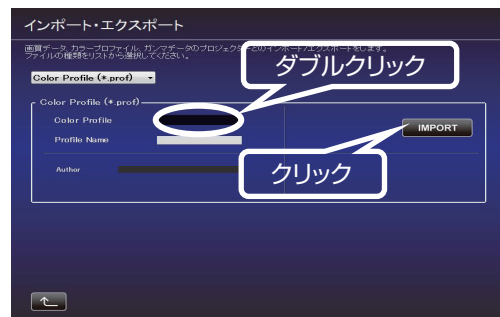 インポート・エクスポート
画質データ、カラープロファイル、ガンマデータのプロジェクターとのインポート/エクスポートをします。
ファイルの種類をリストから選択してください。
ダブルクリック
Color Profile (*.prof)
Color Profile (*.prof)
Color Profile
IMPORT
Profile Name
Author
クリック